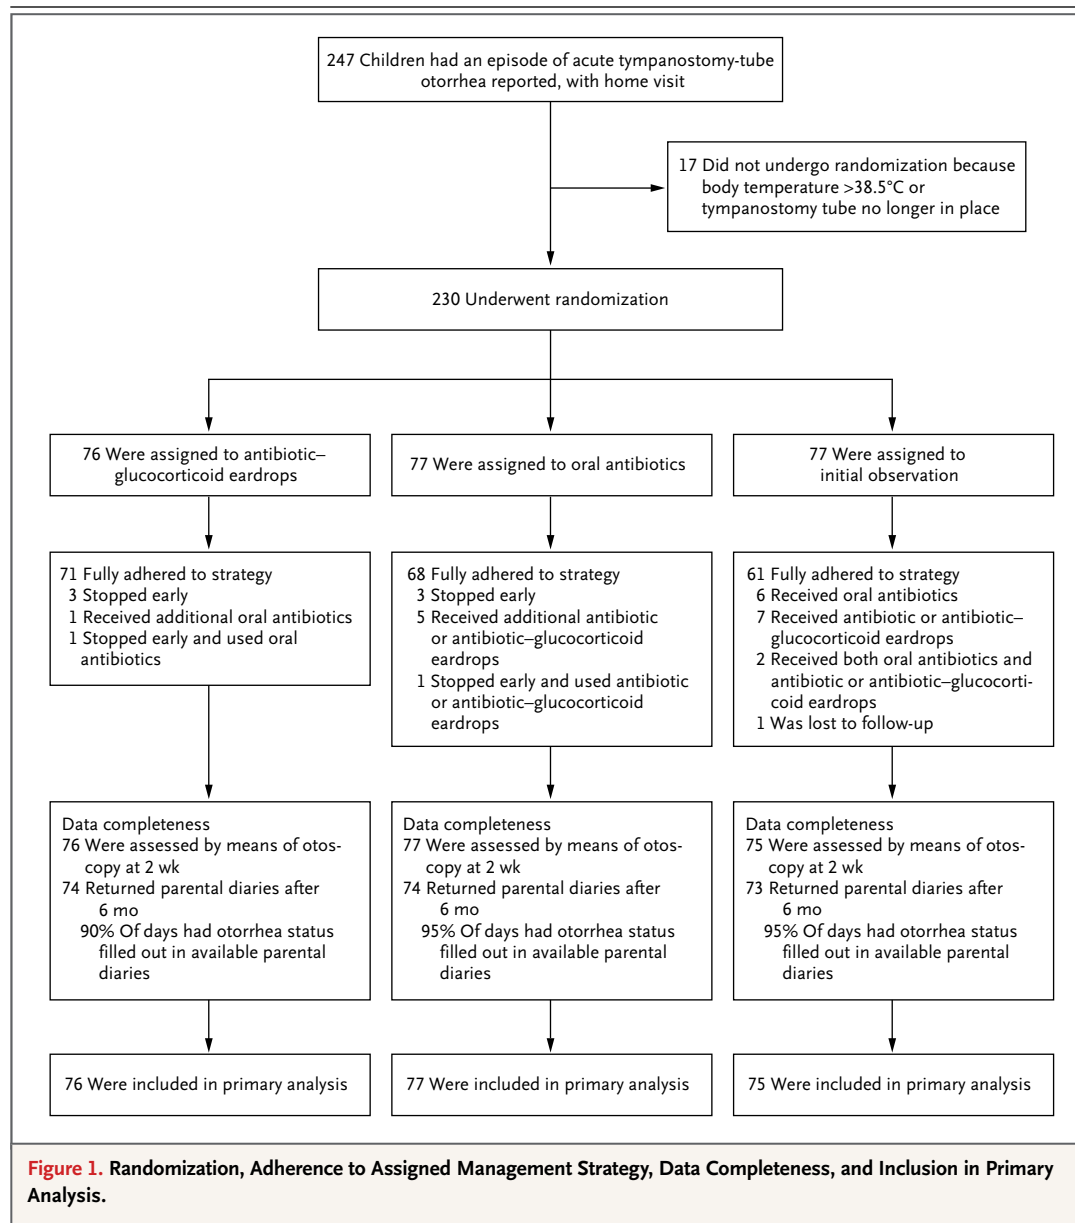 247 Children had an episode of acute tympanostomy-tube
otorrhea reported, with home visit
17 Did not undergo randomization because
body temperature >38.5°C or
tympanostomy tube no longer in place
230 Underwent randomization
76 Were assigned to antibiotic–
glucocorticoid eardrops
77 Were assigned to oral antibiotics
77 Were assigned to
initial observation
71 Fully adhered to strategy
3 Stopped early
1 Received additional oral antibiotics
1 Stopped early and used oral
antibiotics
68 Fully adhered to strategy
3 Stopped early
5 Received additional antibiotic
or antibiotic–glucocorticoid
eardrops
1 Stopped early and used antibiotic
or antibiotic–glucocorticoid
eardrops
61 Fully adhered to strategy
6 Received oral antibiotics
7 Received antibiotic or antibiotic–
glucocorticoid eardrops
2 Received both oral antibiotics and
antibiotic or antibiotic–glucocorti-
coid eardrops
1 Was lost to follow-up
Data completeness
76 Were assessed by means of otos-
copy at 2 wk
74 Returned parental diaries after
6 mo
90% Of days had otorrhea status
filled out in available parental
diaries
Data completeness
77 Were assessed by means of otos-
copy at 2 wk
74 Returned parental diaries after
6 mo
95% Of days had otorrhea status
filled out in available parental
diaries
Data completeness
75 Were assessed by means of otos-
copy at 2 wk
73 Returned parental diaries after
6 mo
95% Of days had otorrhea status
filled out in available parental
diaries
76 Were included in primary analysis
77 Were included in primary analysis
75 Were included in primary analysis
Figure 1. Randomization, Adherence to Assigned Management Strategy, Data Completeness, and Inclusion in Primary
Analysis.